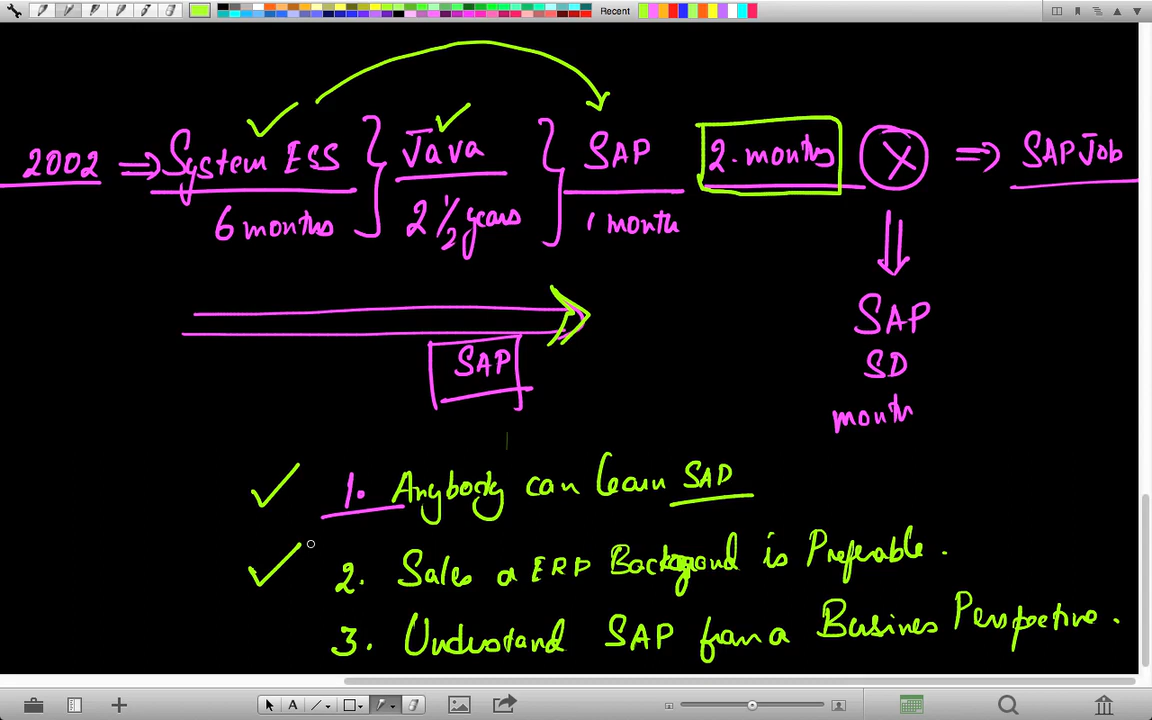 Recent
2002 ⇒ System ESS } Java } SAP 2. months X ⇒ SAP Job
6 months 2 1/2 years 1 month
SAP
SD
month
SAP
1. Anybody can learn SAP
2. Sales or ERP Background is Preferable.
3. Understand SAP from a Business Perspective.
A